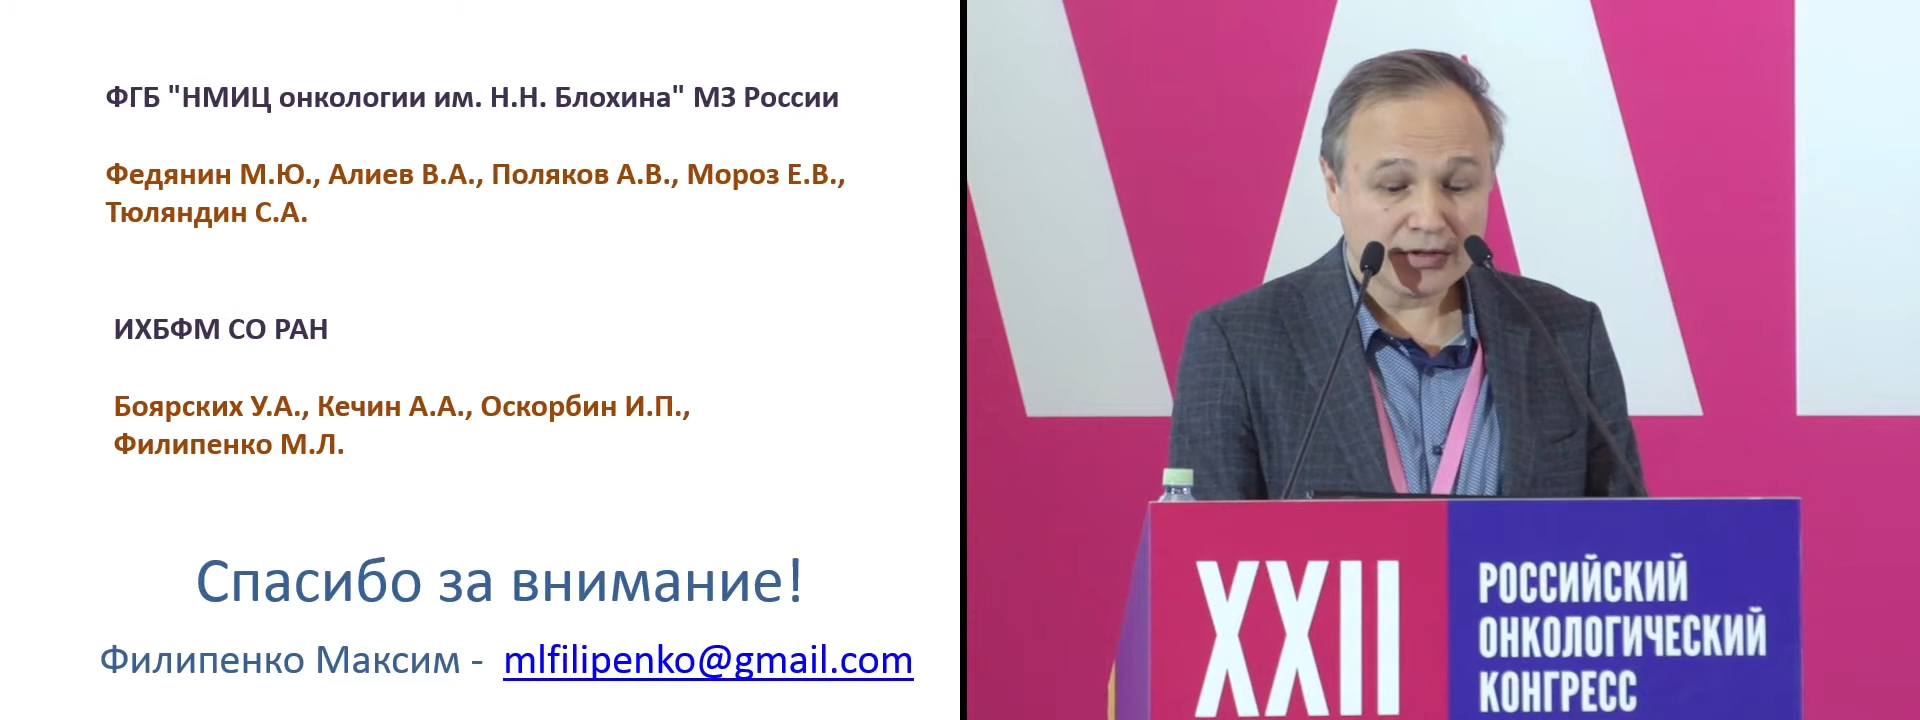 ФГБ "НМИЦ онкологии им. Н.Н. Блохина" МЗ России
Федянин М.Ю., Алиев В.А., Поляков А.В., Мороз Е.В.,
Тюляндин С.А.
ИХБФМ СО РАН
Боярских У.А., Кечин А.А., Оскорбин И.П.,
Филипенко М.Л.
Спасибо за внимание!
Филипенко Максим - mlfilipenko@gmail.com
XXII
РОССИЙСКИЙ
ОНКОЛОГИЧЕСКИЙ
КОНГРЕСС